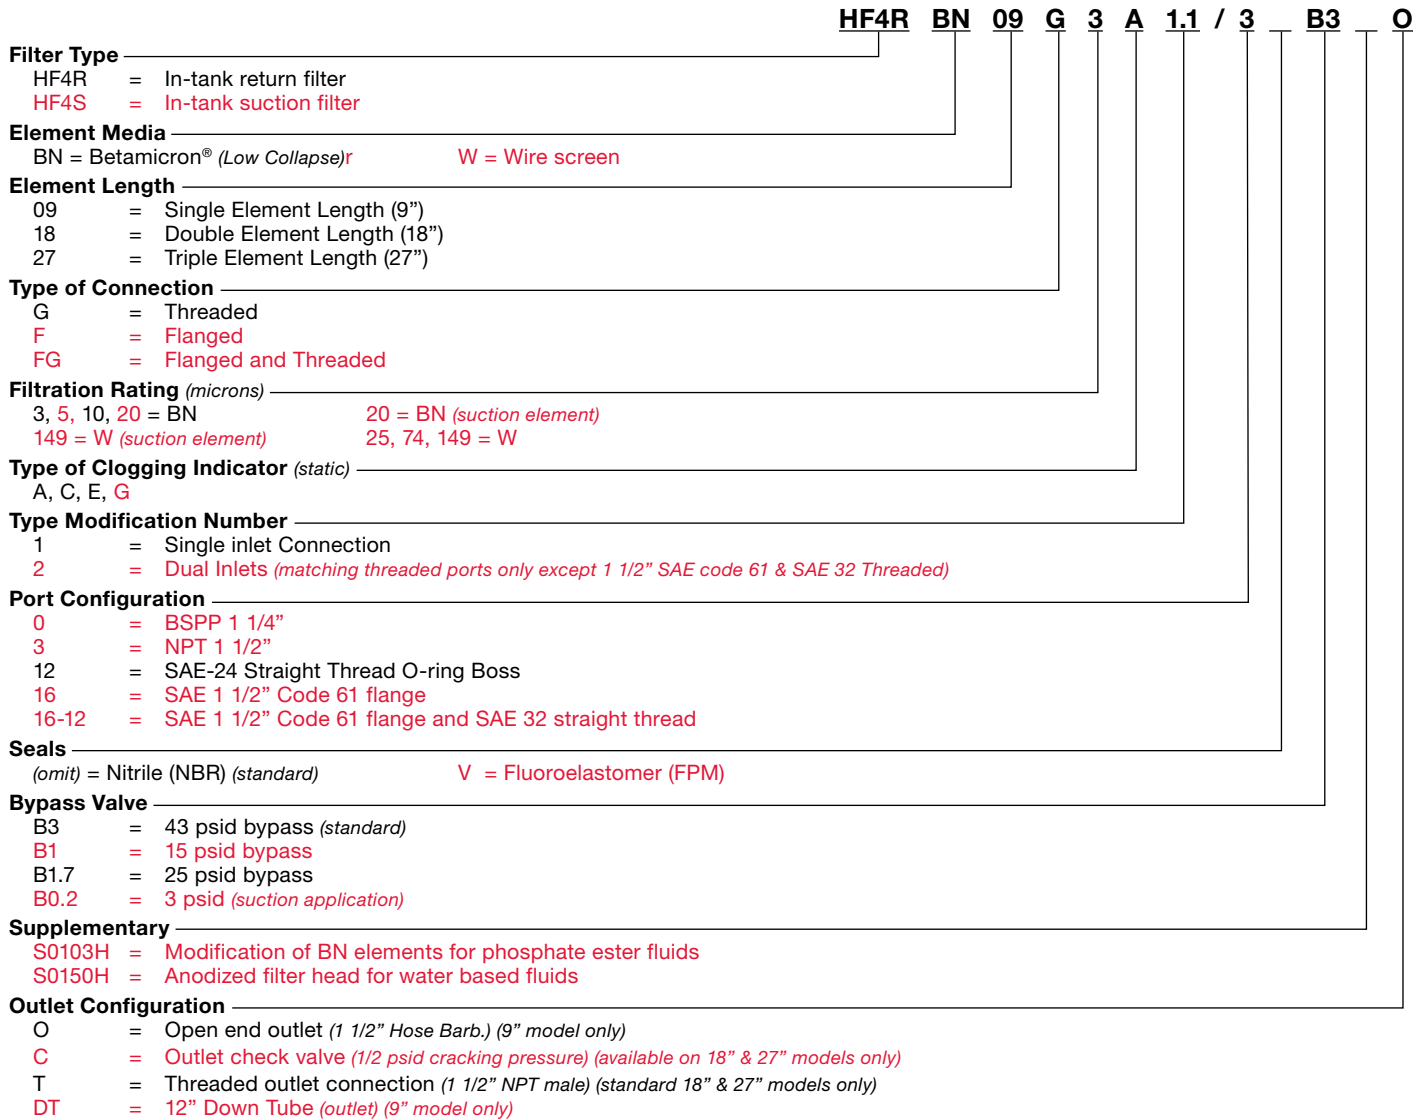 HF4R BN 09 G 3 A 1.1 / 3 _ B3 _ O
Filter Type
HF4R = In-tank return filter
HF4S = In-tank suction filter
Element Media
BN = Betamicron® (Low Collapse)r W = Wire screen
Element Length
09 = Single Element Length (9”)
18 = Double Element Length (18”)
27 = Triple Element Length (27”)
Type of Connection
G = Threaded
F = Flanged
FG = Flanged and Threaded
Filtration Rating (microns)
3, 5, 10, 20 = BN 20 = BN (suction element)
149 = W (suction element) 25, 74, 149 = W
Type of Clogging Indicator (static)
A, C, E, G
Type Modification Number
1 = Single inlet Connection
2 = Dual Inlets (matching threaded ports only except 1 1/2” SAE code 61 & SAE 32 Threaded)
Port Configuration
0 = BSPP 1 1/4”
3 = NPT 1 1/2”
12 = SAE-24 Straight Thread O-ring Boss
16 = SAE 1 1/2” Code 61 flange
16-12 = SAE 1 1/2” Code 61 flange and SAE 32 straight thread
Seals
(omit) = Nitrile (NBR) (standard) V = Fluoroelastomer (FPM)
Bypass Valve
B3 = 43 psid bypass (standard)
B1 = 15 psid bypass
B1.7 = 25 psid bypass
B0.2 = 3 psid (suction application)
Supplementary
S0103H = Modification of BN elements for phosphate ester fluids
S0150H = Anodized filter head for water based fluids
Outlet Configuration
O = Open end outlet (1 1/2” Hose Barb.) (9” model only)
C = Outlet check valve (1/2 psid cracking pressure) (available on 18” & 27” models only)
T = Threaded outlet connection (1 1/2” NPT male) (standard 18” & 27” models only)
DT = 12” Down Tube (outlet) (9” model only)